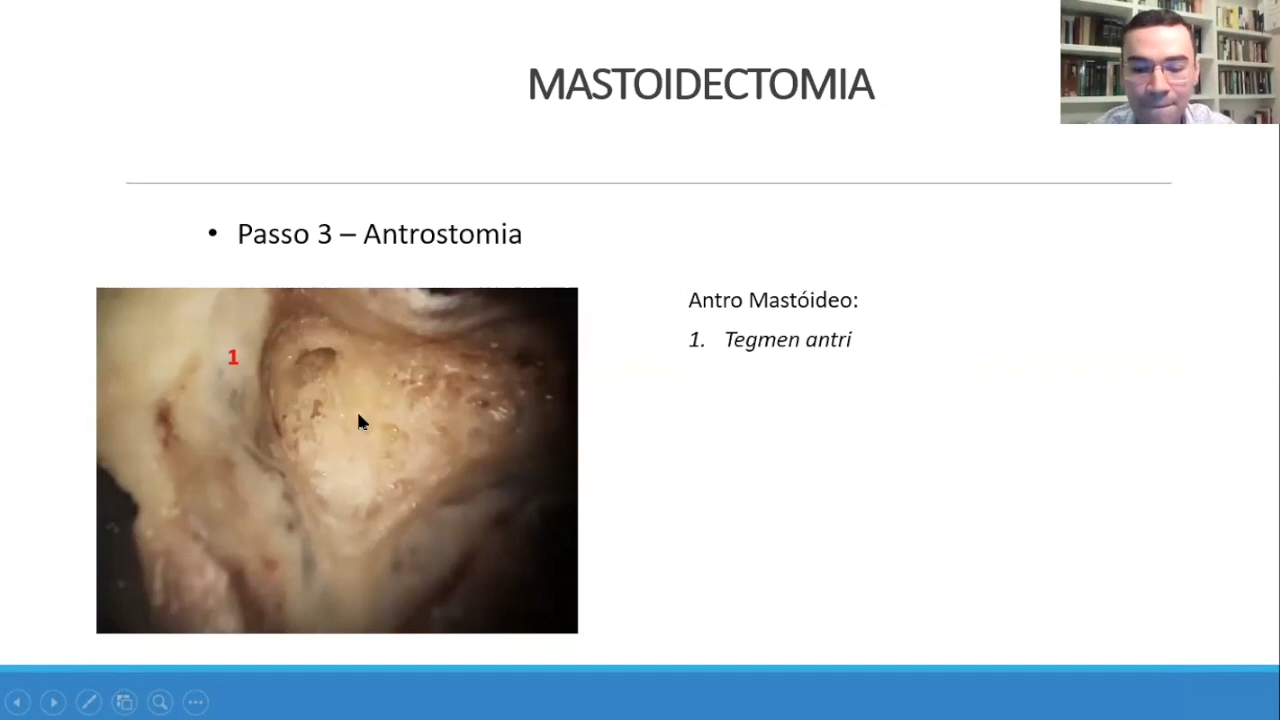 MASTOIDECTOMIA
• Passo 3 – Antrostomia
1
Antro Mastóideo:
1. Tegmen antri